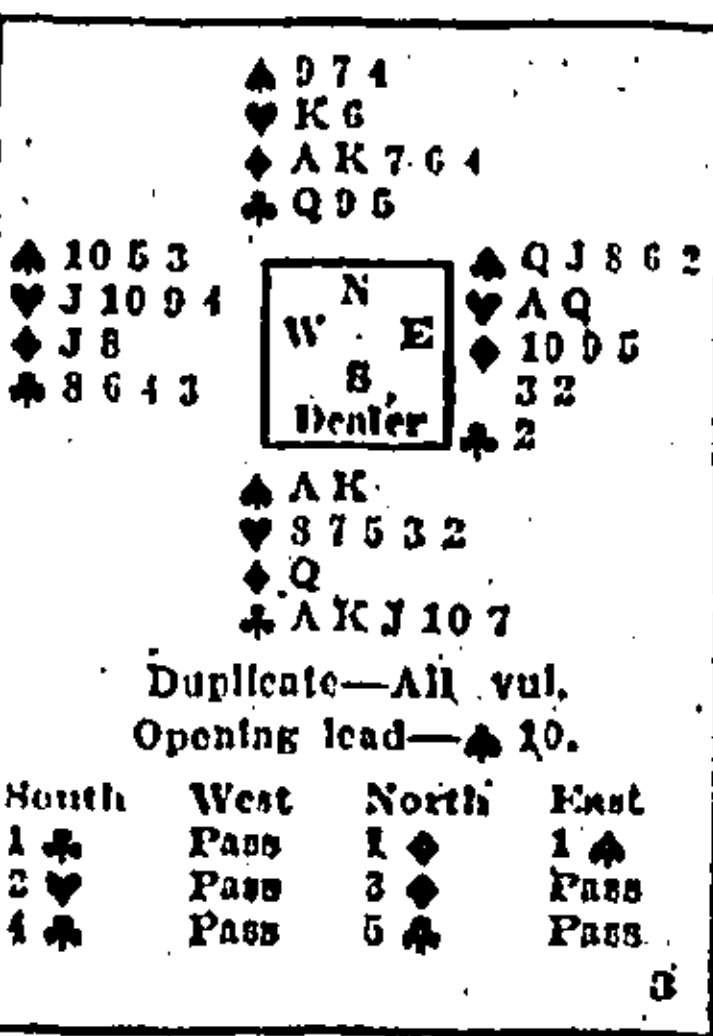 ♠ 9 7 4
♥ K 6
♦ A K 7 6 4
♣ Q 9 5
♠ 10 5 3
♥ J 10 9 4
♦ J 8
♣ 8 6 4 3
N
W E
S
Dealer
♠ Q J 8 6 2
♥ A Q
♦ 10 9 5
3 2
♣ 2
♠ A K
♥ 8 7 5 3 2
♦ Q
♣ A K J 10 7
Duplicate—All vul.
Opening lead—♠ 10.
South West North East
1 ♣ Pass 1 ♦ 1 ♠
2 ♥ Pass 3 ♦ Pass
4 ♣ Pass 5 ♣ Pass
3